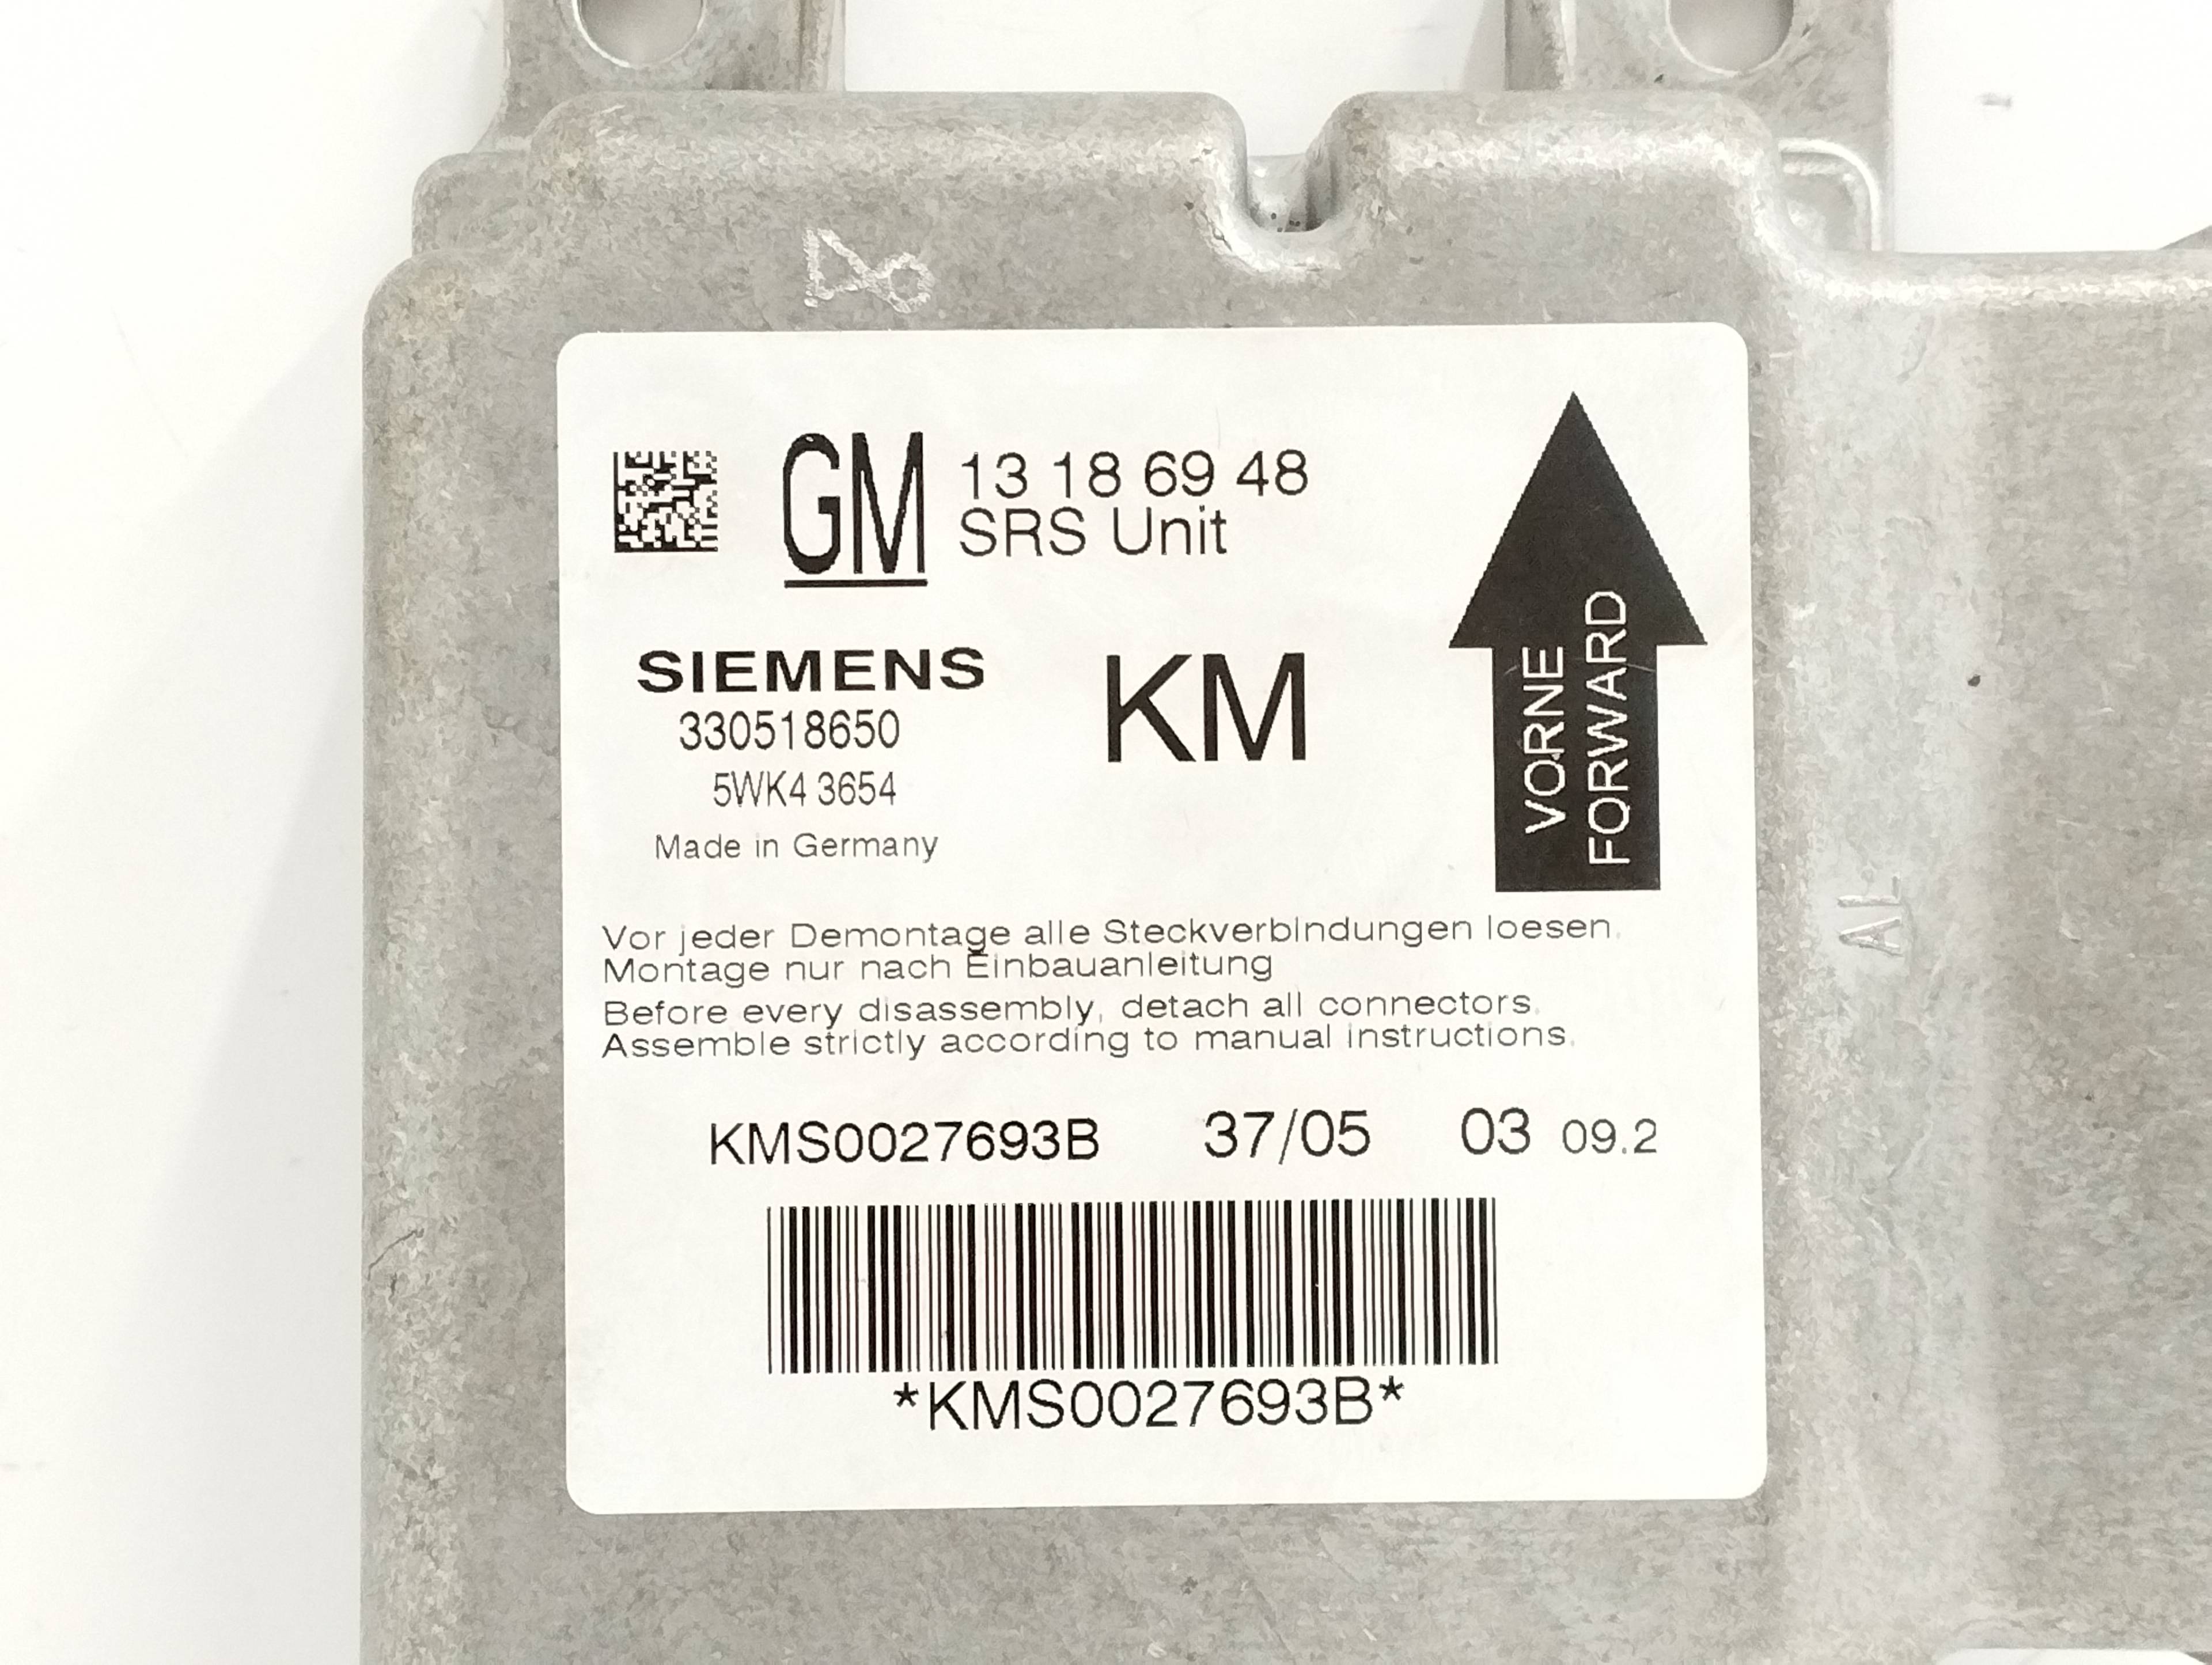 GM 13 18 69 48
SRS Unit
SIEMENS
330518650
KM
5WK4 3654
Made in Germany
VORNE
FORWARD
Vor jeder Demontage alle Steckverbindungen loesen.
Montage nur nach Einbauanleitung
Before every disassembly, detach all connectors.
Assemble strictly according to manual instructions.
KMS0027693B 37/05 03 09.2
*KMS0027693B*
AL